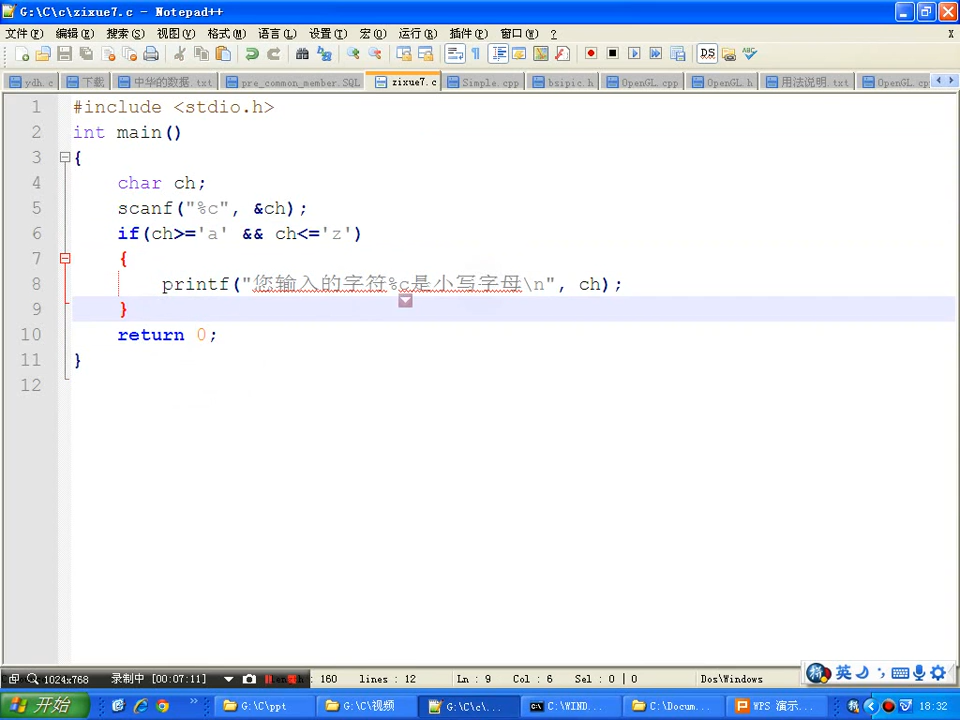 G:\C\c\zixue7.c - Notepad++
文件(F) 编辑(E) 搜索(S) 视图(V) 格式(M) 语言(L) 设置(T) 宏(O) 运行(R) 插件(P) 窗口(W) ? X
ydh.c 下载 中华的数据.txt pre_common_member.SQL zixue7.c Simple.cpp bsipic.h OpenGL.cpp OpenGL.h 用法说明.txt OpenGL.cp
1 #include <stdio.h>
2 int main()
3 {
4 char ch;
5 scanf("%c", &ch);
6 if(ch>='a' && ch<='z')
7 {
8 printf("您输入的字符%c是小写字母\n", ch);
9 }
10 return 0;
11 }
12
1024x768 录制中 [00:07:11] : 160 lines : 12 Ln : 9 Col : 6 Sel : 0 | 0 Dos\Windows 英
开始 G:\C\ppt G:\C\视频 G:\C\c\... C:\WIND... C:\Docum... WPS 演示... 18:32